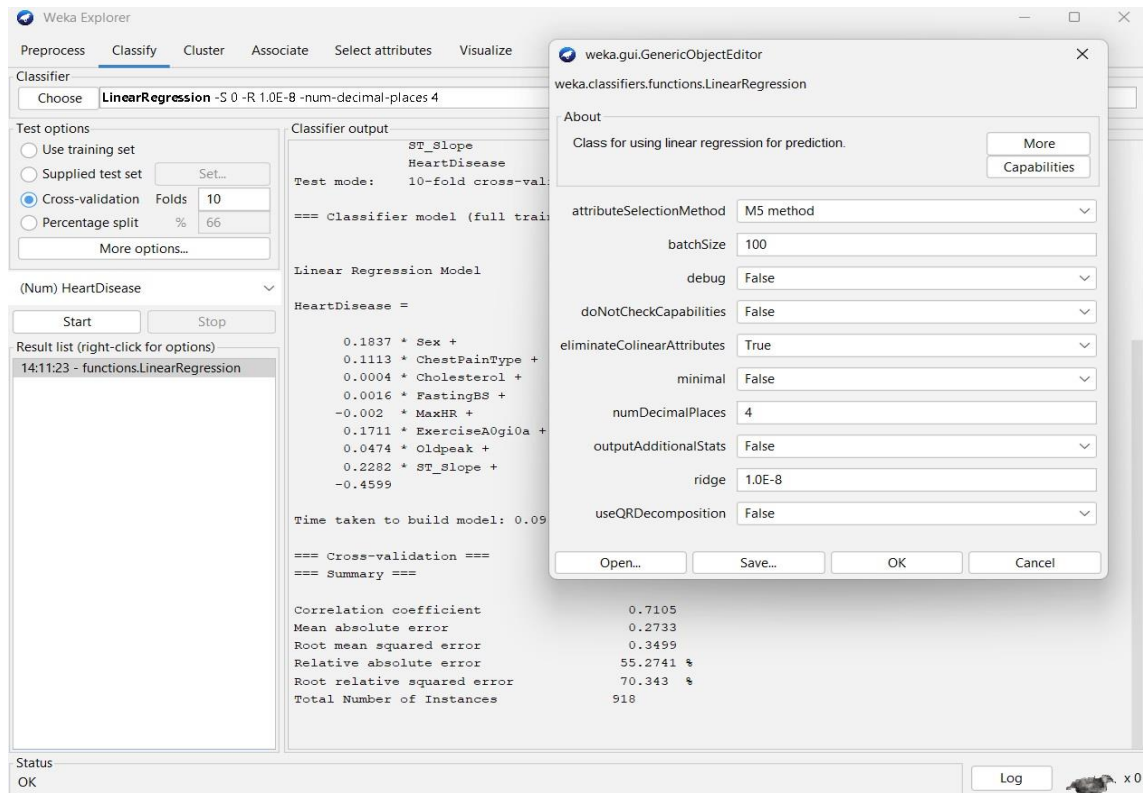 Weka Explorer
Preprocess Classify Cluster Associate Select attributes Visualize
Classifier
Choose LinearRegression -S 0 -R 1.0E-8 -num-decimal-places 4
Test options
Use training set
Supplied test set Set...
Cross-validation Folds 10
Percentage split % 66
More options...
(Num) HeartDisease
Start Stop
Result list (right-click for options)
14:11:23 - functions.LinearRegression
Classifier output
ST_Slope
HeartDisease
Test mode: 10-fold cross-val
=== Classifier model (full trai
Linear Regression Model
HeartDisease =
0.1837 * Sex +
0.1113 * ChestPainType +
0.0004 * Cholesterol +
0.0016 * FastingBS +
-0.002 * MaxHR +
0.1711 * ExerciseA0gi0a +
0.0474 * Oldpeak +
0.2282 * ST_Slope +
-0.4599
Time taken to build model: 0.09
=== Cross-validation ===
=== Summary ===
Correlation coefficient 0.7105
Mean absolute error 0.2733
Root mean squared error 0.3499
Relative absolute error 55.2741 %
Root relative squared error 70.343 %
Total Number of Instances 918
weka.gui.GenericObjectEditor
weka.classifiers.functions.LinearRegression
About
Class for using linear regression for prediction.
More
Capabilities
attributeSelectionMethod M5 method
batchSize 100
debug False
doNotCheckCapabilities False
eliminateColinearAttributes True
minimal False
numDecimalPlaces 4
outputAdditionalStats False
ridge 1.0E-8
useQRDecomposition False
Open... Save... OK Cancel
Status
OK
Log x 0